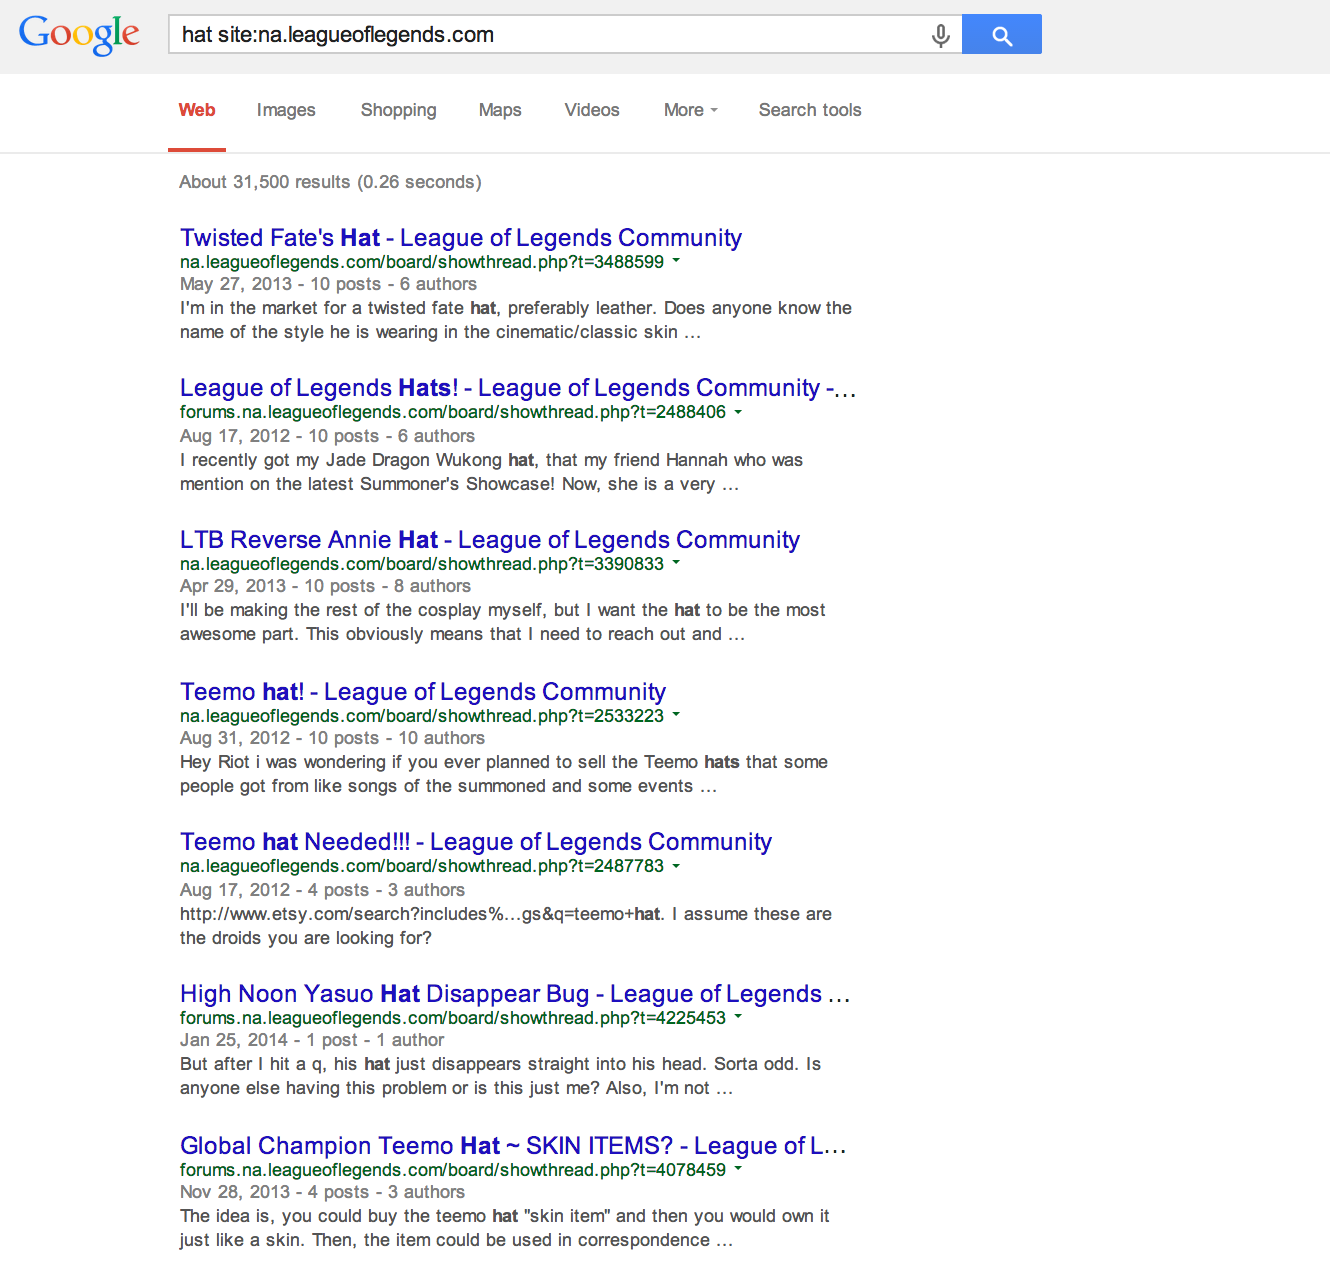 Google
hat site:na.leagueoflegends.com
Web Images Shopping Maps Videos More Search tools
About 31,500 results (0.26 seconds)
Twisted Fate's Hat - League of Legends Community
na.leagueoflegends.com/board/showthread.php?t=3488599
May 27, 2013 - 10 posts - 6 authors
I'm in the market for a twisted fate hat, preferably leather. Does anyone know the
name of the style he is wearing in the cinematic/classic skin ...
League of Legends Hats! - League of Legends Community -...
forums.na.leagueoflegends.com/board/showthread.php?t=2488406
Aug 17, 2012 - 10 posts - 6 authors
I recently got my Jade Dragon Wukong hat, that my friend Hannah who was
mention on the latest Summoner's Showcase! Now, she is a very ...
LTB Reverse Annie Hat - League of Legends Community
na.leagueoflegends.com/board/showthread.php?t=3390833
Apr 29, 2013 - 10 posts - 8 authors
I'll be making the rest of the cosplay myself, but I want the hat to be the most
awesome part. This obviously means that I need to reach out and ...
Teemo hat! - League of Legends Community
na.leagueoflegends.com/board/showthread.php?t=2533223
Aug 31, 2012 - 10 posts - 10 authors
Hey Riot i was wondering if you ever planned to sell the Teemo hats that some
people got from like songs of the summoned and some events ...
Teemo hat Needed!!! - League of Legends Community
na.leagueoflegends.com/board/showthread.php?t=2487783
Aug 17, 2012 - 4 posts - 3 authors
http://www.etsy.com/search?includes%...gs&q=teemo+hat. I assume these are
the droids you are looking for?
High Noon Yasuo Hat Disappear Bug - League of Legends ...
forums.na.leagueoflegends.com/board/showthread.php?t=4225453
Jan 25, 2014 - 1 post - 1 author
But after I hit a q, his hat just disappears straight into his head. Sorta odd. Is
anyone else having this problem or is this just me? Also, I'm not ...
Global Champion Teemo Hat ~ SKIN ITEMS? - League of L...
forums.na.leagueoflegends.com/board/showthread.php?t=4078459
Nov 28, 2013 - 4 posts - 3 authors
The idea is, you could buy the teemo hat "skin item" and then you would own it
just like a skin. Then, the item could be used in correspondence ...